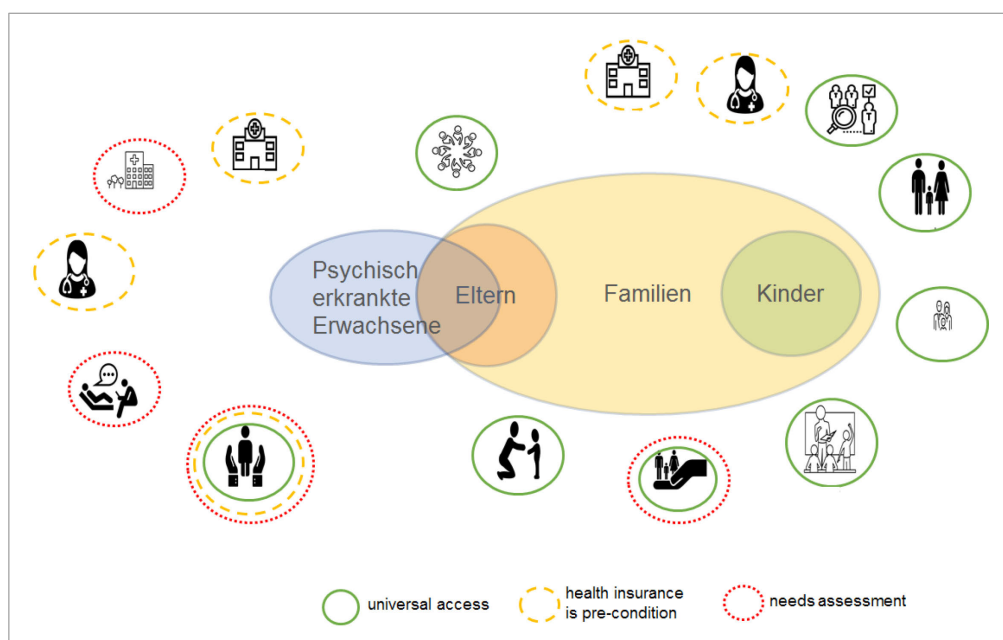 Psychisch
erkrankte
Erwachsene
Eltern
Familien
Kinder
universal access
health insurance
is pre-condition
needs assessment